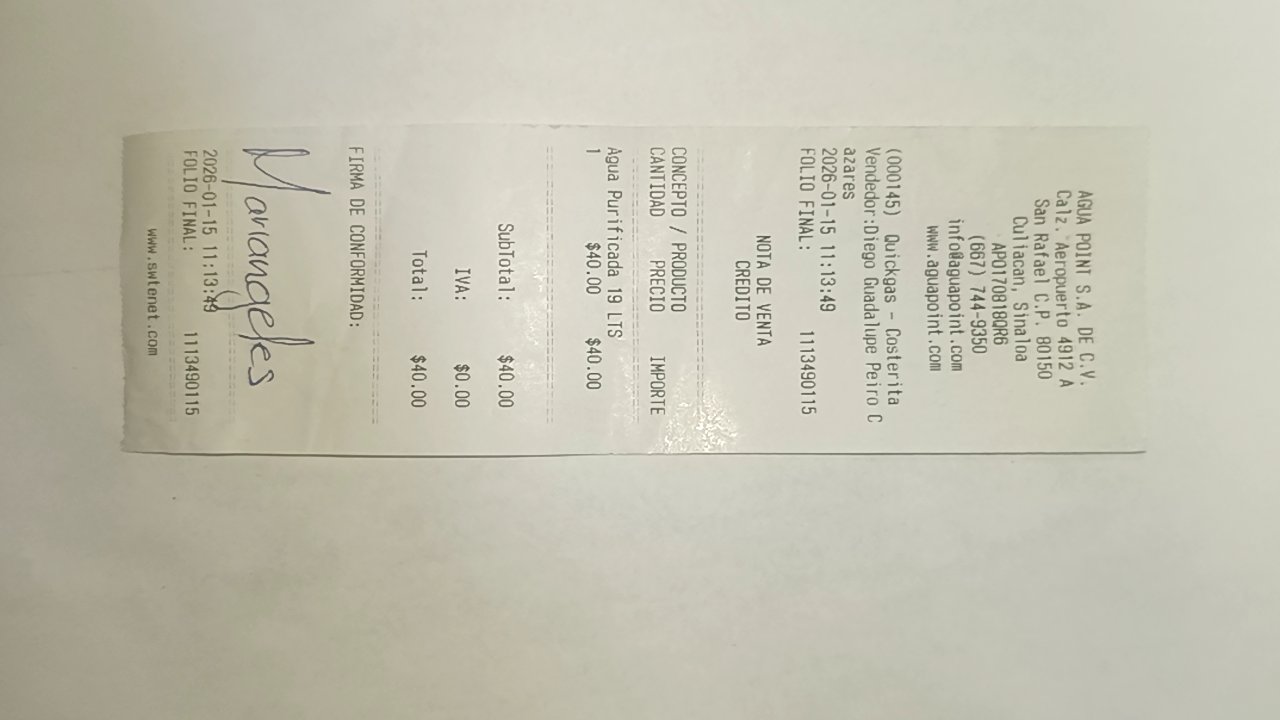 AGUA POINT S.A. DE C.V.
Calz. Aeropuerto 4912 A
San Rafael C.P. 80150
Culiacan, Sinaloa
APO170818QR6
(667) 744-9350
info@aguapoint.com
www.aguapoint.com
(000145) Quickgas - Costerita
Vendedor:Diego Guadalupe Peiro C
azares
2026-01-15 11:13:49
FOLIO FINAL: 1113490115
NOTA DE VENTA
CREDITO
CONCEPTO / PRODUCTO
CANTIDAD PRECIO IMPORTE
Agua Purificada 19 LTS
1 $40.00 $40.00
SubTotal: $40.00
IVA: $0.00
Total: $40.00
FIRMA DE CONFORMIDAD:
Mariangeles
2026-01-15 11:13:49
FOLIO FINAL: 1113490115
www.swtenet.com